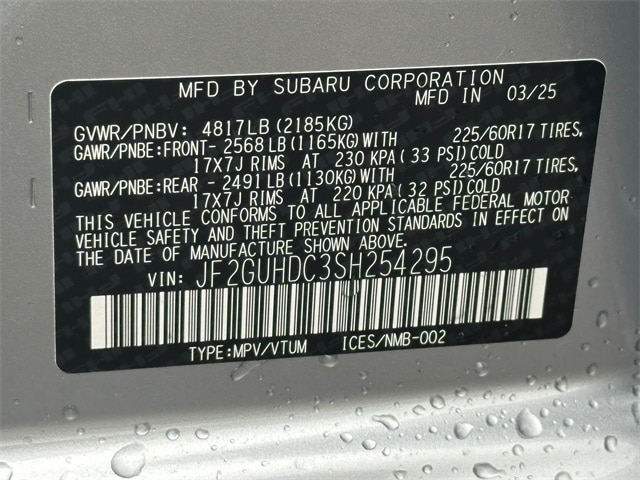 MFD BY SUBARU CORPORATION
MFD IN 03/25
GVWR/PNBV: 4817LB(2185KG)
GAWR/PNBE:FRONT- 2568LB(1165KG)WITH 225/60R17 TIRES,
17X7J RIMS AT 230 KPA(33 PSI)COLD
GAWR/PNBE:REAR - 2491LB(1130KG)WITH 225/60R17 TIRES,
17X7J RIMS AT 220 KPA(32 PSI)COLD
THIS VEHICLE CONFORMS TO ALL APPLICABLE FEDERAL MOTOR
VEHICLE SAFETY AND THEFT PREVENTION STANDARDS IN EFFECT ON
THE DATE OF MANUFACTURE SHOWN ABOVE.
VIN: JF2GUHDC3SH254295
TYPE:MPV/VTUM ICES/NMB-002